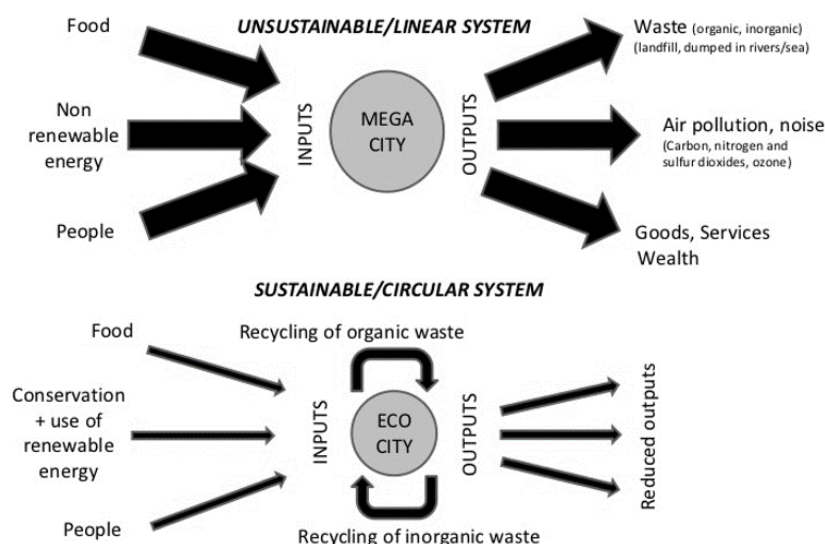 UNSUSTAINABLE/LINEAR SYSTEM
Food
Non
renewable
energy
People
INPUTS
MEGA
CITY
OUTPUTS
Waste (organic, inorganic)
(landfill, dumped in rivers/sea)
Air pollution, noise
(Carbon, nitrogen and
sulfur dioxides, ozone)
Goods, Services
Wealth
SUSTAINABLE/CIRCULAR SYSTEM
Food
Conservation
+ use of
renewable
energy
People
INPUTS
Recycling of organic waste
ECO
CITY
Recycling of inorganic waste
OUTPUTS
Reduced outputs